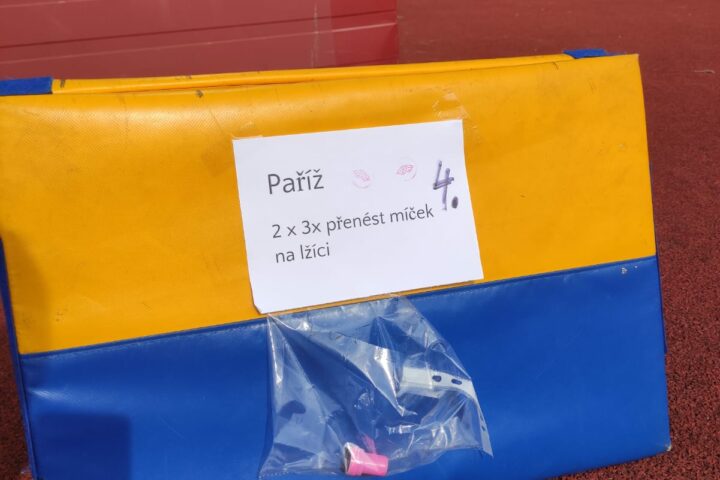 Paříž 4.
2 x 3x přenést míček
na lžíci